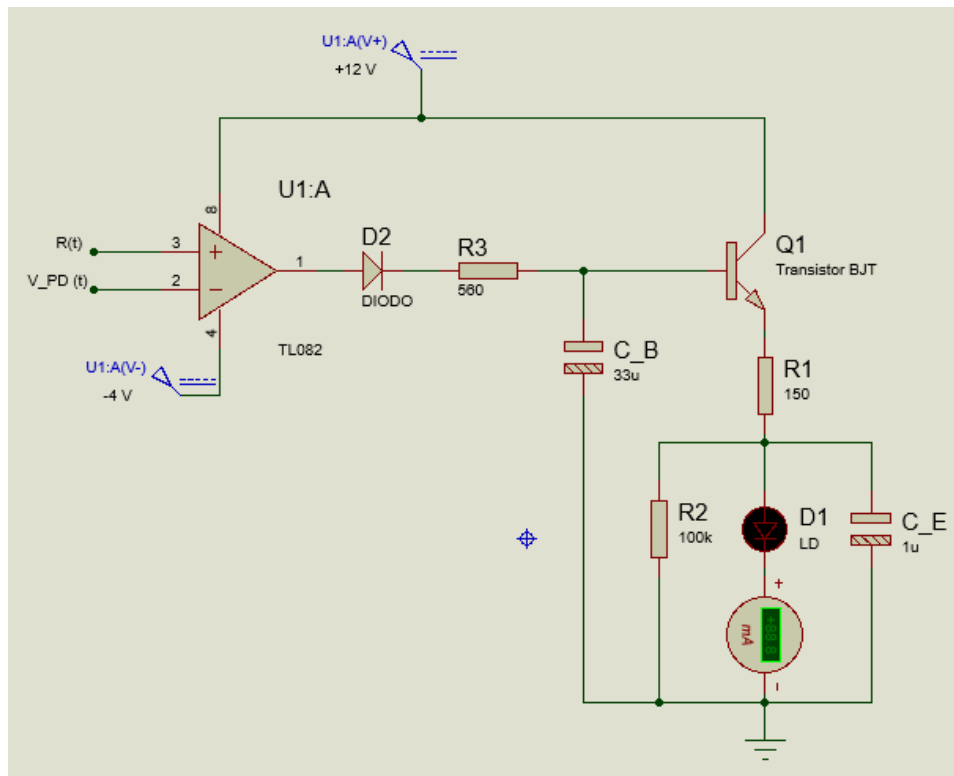 U1:A(V+)
+12 V
U1:A
8
R(t)
3
+
V_PD (t)
2
−
1
4
TL082
U1:A(V-)
-4 V
D2
DIODO
R3
560
Q1
Transistor BJT
C_B
33u
R1
150
R2
100k
D1
LD
C_E
1u
+
mA
-